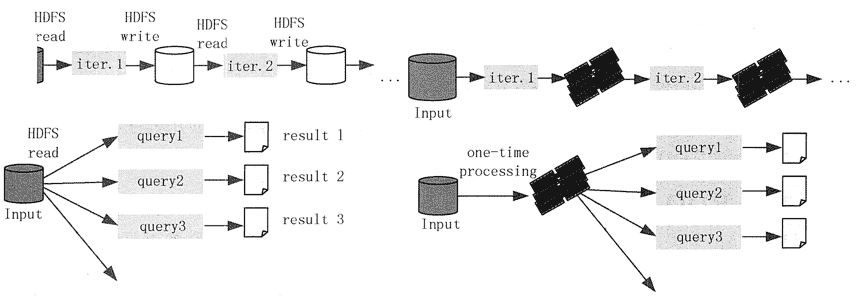 HDFS
read
HDFS
write
HDFS
read
HDFS
write
iter.1
iter.2
...
Input
iter.1
iter.2
...
HDFS
read
Input
query1
result 1
query2
result 2
query3
result 3
one-time
processing
Input
query1
query2
query3